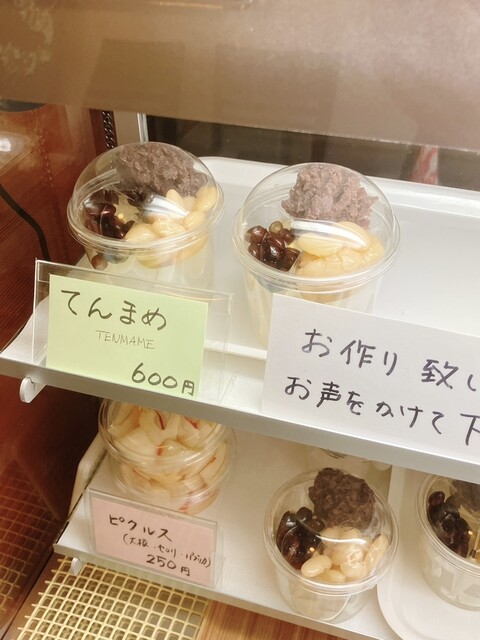 てんまめ
TENMAME
600円
お作り致し
お声をかけて下
ピクルス
(大根・セロリ・パプリカ)
250円